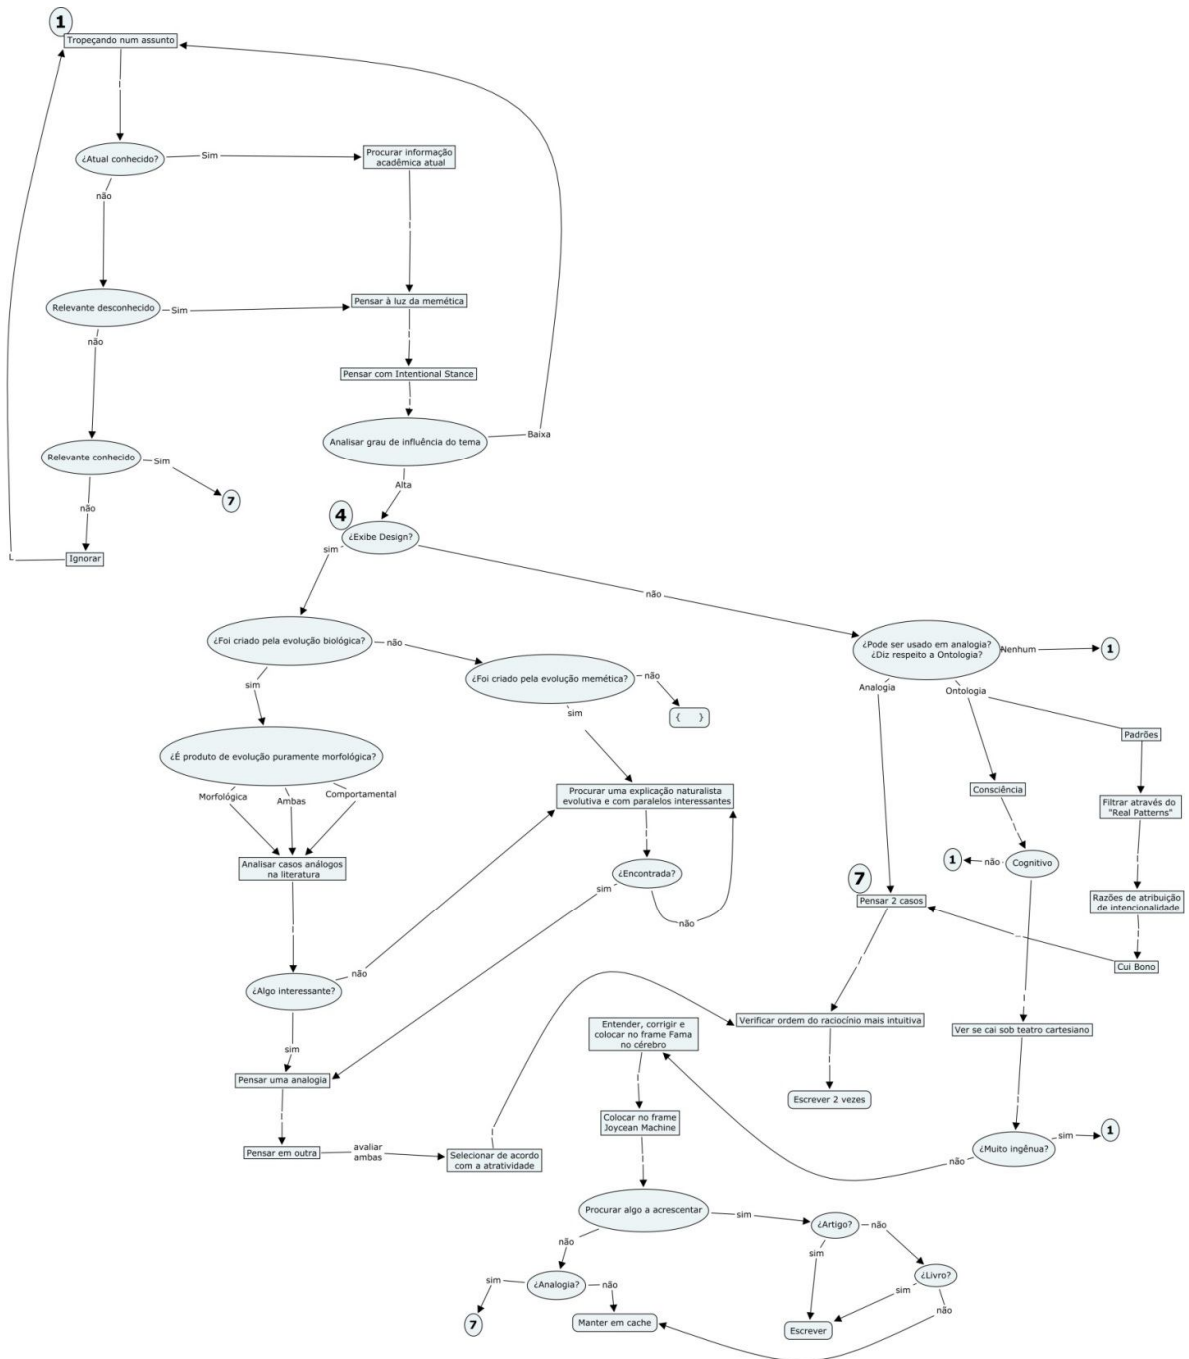 1
Tropeçando num assunto
¿Atual conhecido?
Sim
Procurar informação
acadêmica atual
não
Relevante desconhecido
Sim
Pensar à luz da memética
não
Pensar com Intentional Stance
Analisar grau de influência do tema
Baixa
Relevante conhecido
Sim
7
Alta
não
4
¿Exibe Design?
Ignorar
sim
não
¿Foi criado pela evolução biológica?
não
¿Foi criado pela evolução memética?
não
{ }
¿Pode ser usado em analogia?
¿Diz respeito a Ontologia?
Nenhum
1
sim
sim
Analogia
Ontologia
¿É produto de evolução puramente morfológica?
Padrões
Morfológica
Ambas
Comportamental
Procurar uma explicação naturalista
evolutiva e com paralelos interessantes
Consciência
Filtrar através do
"Real Patterns"
Analisar casos análogos
na literatura
¿Encontrada?
sim
não
1
não
Cognitivo
7
Pensar 2 casos
Razões de atribuição
de intencionalidade
Cui Bono
¿Algo interessante?
não
sim
Entender, corrigir e
colocar no frame Fama
no cérebro
Verificar ordem do raciocínio mais intuitiva
Ver se cai sob teatro cartesiano
Pensar uma analogia
Escrever 2 vezes
Colocar no frame
Joycean Machine
Pensar em outra
avaliar
ambas
Selecionar de acordo
com a atratividade
¿Muito ingênua?
sim
1
não
Procurar algo a acrescentar
sim
¿Artigo?
não
não
sim
¿Livro?
sim
¿Analogia?
não
sim
não
7
Manter em cache
Escrever